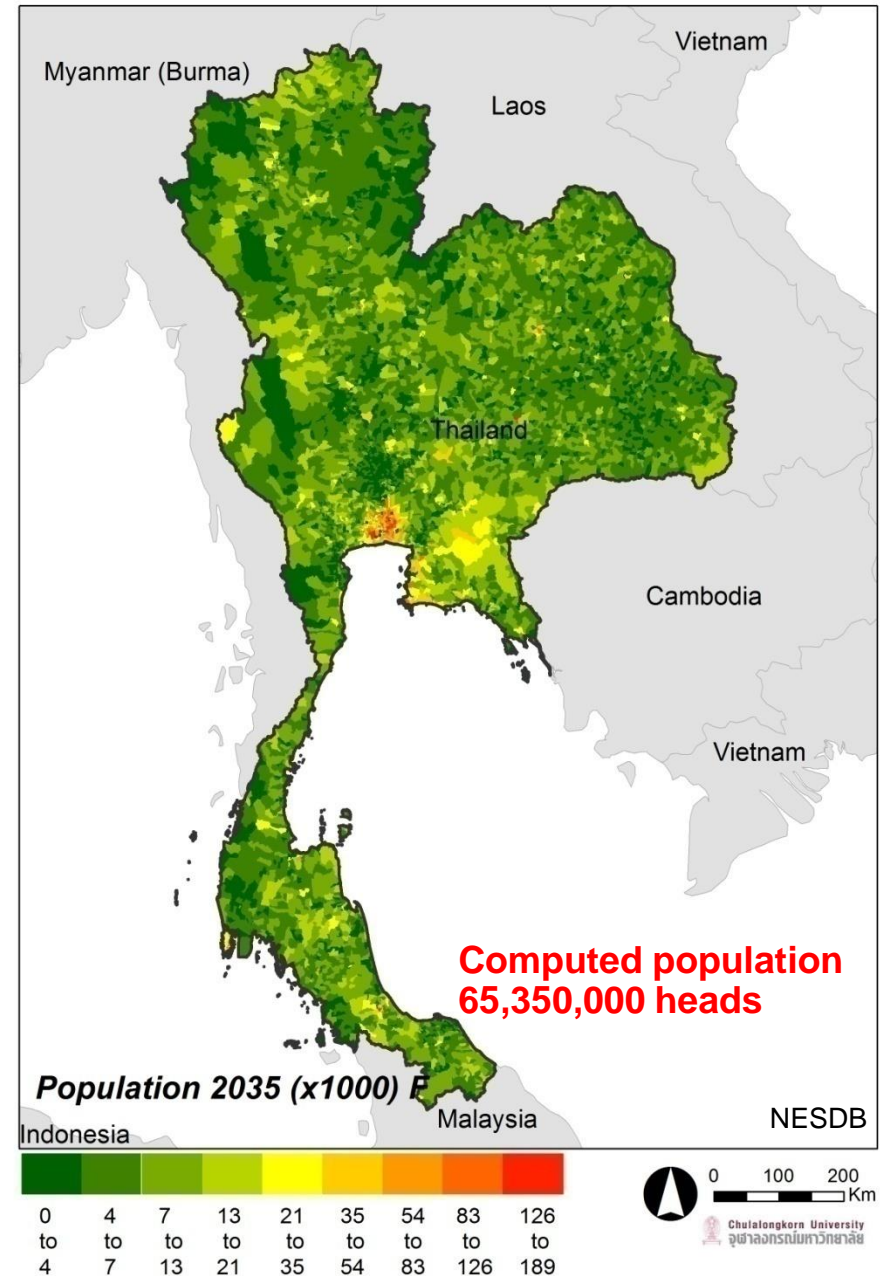 Vietnam
Myanmar (Burma)
Laos
Thailand
Cambodia
Vietnam
Computed population
65,350,000 heads
Population 2035 (x1000) F
Malaysia
NESDB
Indonesia
0 4 7 13 21 35 54 83 126
to to to to to to to to to
4 7 13 21 35 54 83 126 189
0 100 200
Km
Chulalongkorn University
จุฬาลงกรณ์มหาวิทยาลัย